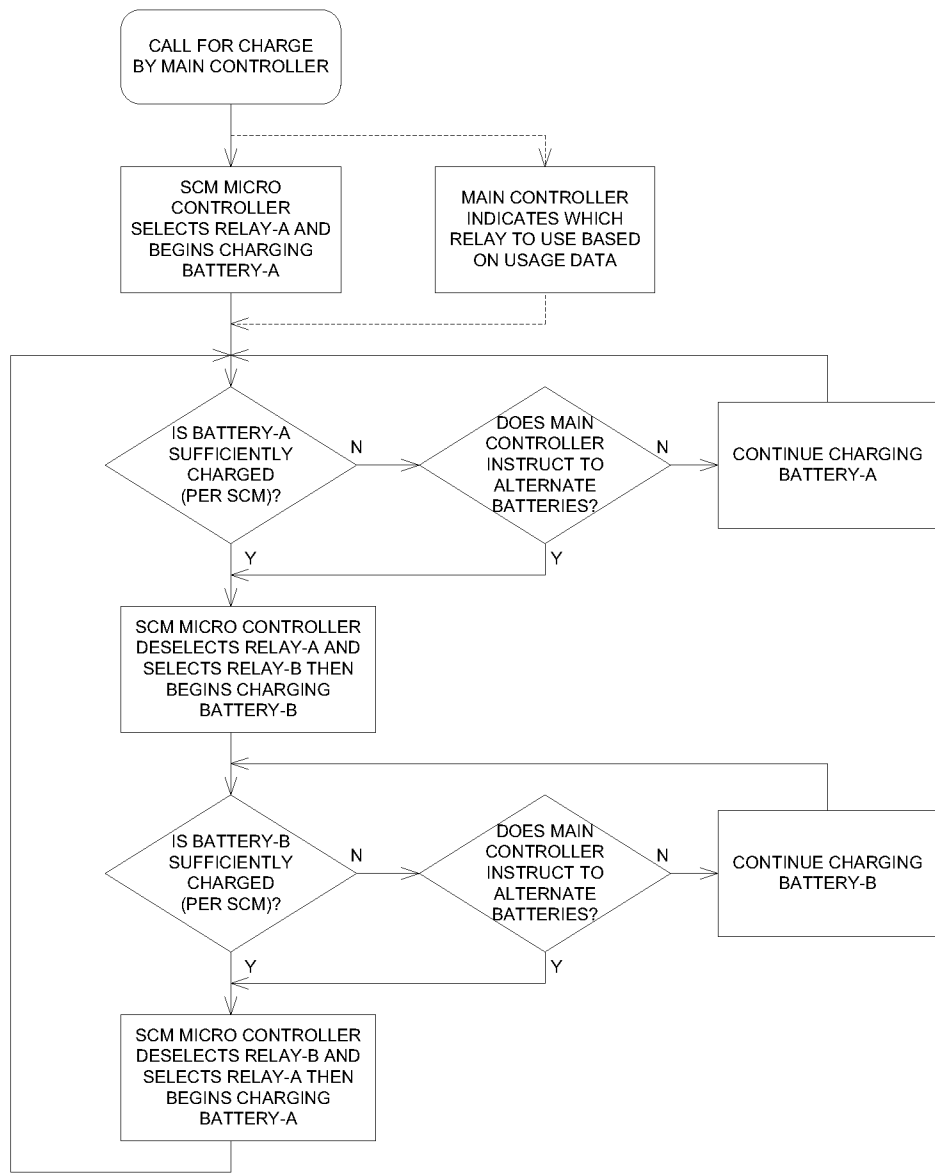 CALL FOR CHARGE
BY MAIN CONTROLLER
SCM MICRO
CONTROLLER
SELECTS RELAY-A AND
BEGINS CHARGING
BATTERY-A
MAIN CONTROLLER
INDICATES WHICH
RELAY TO USE BASED
ON USAGE DATA
IS BATTERY-A
SUFFICIENTLY
CHARGED
(PER SCM)?
N
Y
DOES MAIN
CONTROLLER
INSTRUCT TO
ALTERNATE
BATTERIES?
N
Y
CONTINUE CHARGING
BATTERY-A
SCM MICRO CONTROLLER
DESELECTS RELAY-A AND
SELECTS RELAY-B THEN
BEGINS CHARGING
BATTERY-B
IS BATTERY-B
SUFFICIENTLY
CHARGED
(PER SCM)?
N
Y
DOES MAIN
CONTROLLER
INSTRUCT TO
ALTERNATE
BATTERIES?
N
Y
CONTINUE CHARGING
BATTERY-B
SCM MICRO CONTROLLER
DESELECTS RELAY-B AND
SELECTS RELAY-A THEN
BEGINS CHARGING
BATTERY-A